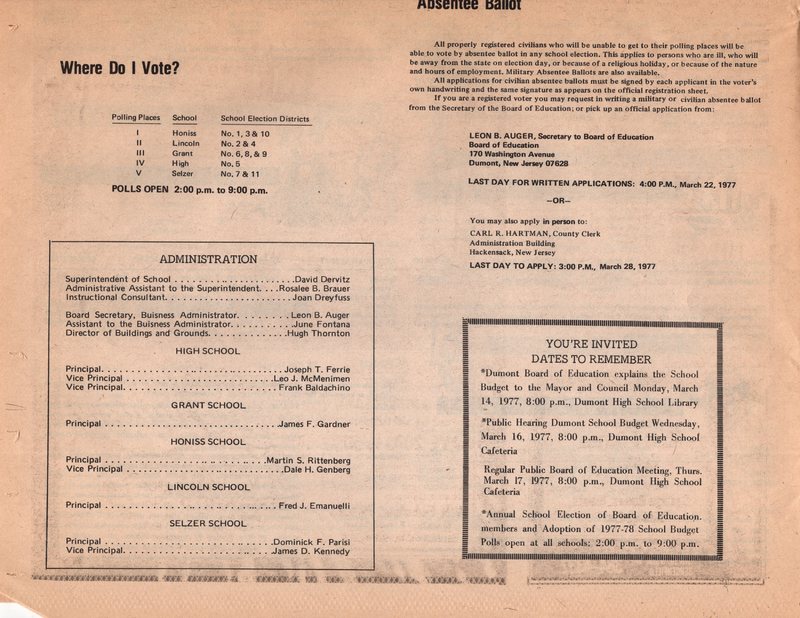 Absentee Ballot
All properly registered civilians who will be unable to get to their polling places will be
able to vote by absentee ballot in any school election. This applies to persons who are ill, who will
be away from the state on election day, or because of a religious holiday, or because of the nature
and hours of employment. Military Absentee Ballots are also available.
All applications for civilian absentee ballots must be signed by each applicant in the voter's
own handwriting and the same signature as appears on the official registration sheet.
If you are a registered voter you may request in writing a military or civilian absentee ballot
from the Secretary of the Board of Education; or pick up an official application from:
LEON B. AUGER, Secretary to Board of Education
Board of Education
170 Washington Avenue
Dumont, New Jersey 07628
LAST DAY FOR WRITTEN APPLICATIONS: 4:00 P.M., March 22, 1977
—OR—
You may also apply in person to:
CARL R. HARTMAN, County Clerk
Administration Building
Hackensack, New Jersey
LAST DAY TO APPLY: 3:00 P.M., March 28, 1977
Where Do I Vote?
Polling Places School School Election Districts
I Honiss No. 1, 3 & 10
II Lincoln No. 2 & 4
III Grant No. 6, 8, & 9
IV High No. 5
V Selzer No. 7 & 11
POLLS OPEN 2:00 p.m. to 9:00 p.m.
ADMINISTRATION
Superintendent of School . . . . . . . . . . . . . . . . . . . . . .David Dervitz
Administrative Assistant to the Superintendent. . . .Rosalee B. Brauer
Instructional Consultant. . . . . . . . . . . . . . . . . . . . . . . .Joan Dreyfuss
Board Secretary, Buisness Administrator. . . . . . . . . Leon B. Auger
Assistant to the Buisness Administrator. . . . . . . . . . .June Fontana
Director of Buildings and Grounds. . . . . . . . . . . . . . .Hugh Thornton
HIGH SCHOOL
Principal. . . . . . . . . . . . . . . . . . . . . . . . . . . . . . . .Joseph T. Ferrie
Vice Principal . . . . . . . . . . . . . . . . . . . . . . . . . . .Leo J. McMenimen
Vice Principal. . . . . . . . . . . . . . . . . . . . . . . . . . . . Frank Baldachino
GRANT SCHOOL
Principal . . . . . . . . . . . . . . . . . . . . . . . . . . . . . . .James F. Gardner
HONISS SCHOOL
Principal . . . . . . . . . . . . . . . . . . . . . . . . . . . . .Martin S. Rittenberg
Vice Principal . . . . . . . . . . . . . . . . . . . . . . . . . . . .Dale H. Genberg
LINCOLN SCHOOL
Principal . . . . . . . . . . . . . . . . . . . . . . . . . . . . . . . Fred J. Emanuelli
SELZER SCHOOL
Principal . . . . . . . . . . . . . . . . . . . . . . . . . . . . . .Dominick F. Parisi
Vice Principal. . . . . . . . . . . . . . . . . . . . . . . . . . . .James D. Kennedy
YOU'RE INVITED
DATES TO REMEMBER
*Dumont Board of Education explains the School
Budget to the Mayor and Council Monday, March
14, 1977, 8:00 p.m., Dumont High School Library
*Public Hearing Dumont School Budget Wednesday,
March 16, 1977, 8:00 p.m., Dumont High School
Cafeteria
Regular Public Board of Education Meeting, Thurs.
March 17, 1977, 8:00 p.m., Dumont High School
Cafeteria
*Annual School Election of Board of Education.
members and Adoption of 1977-78 School Budget
Polls open at all schools: 2:00 p.m. to 9:00 p.m.